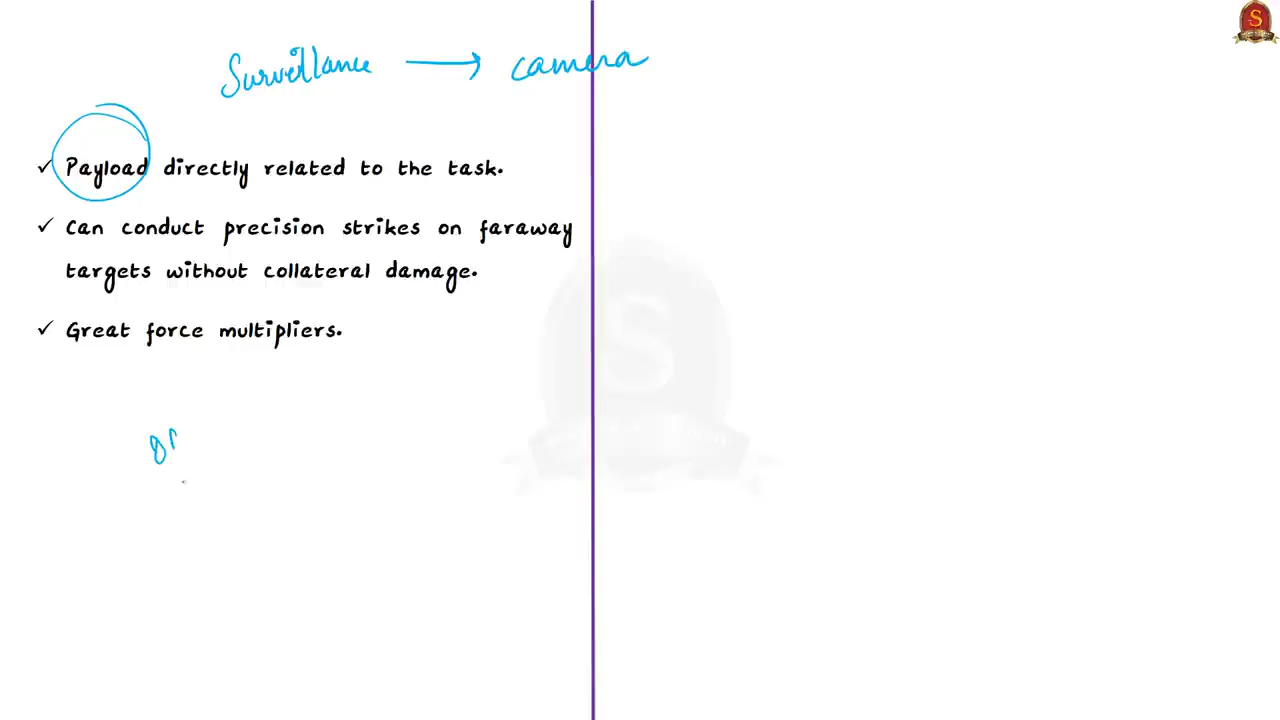 Surveillance → camera
✓ Payload directly related to the task.
✓ Can conduct precision strikes on faraway
targets without collateral damage.
✓ Great force multipliers.
S
S